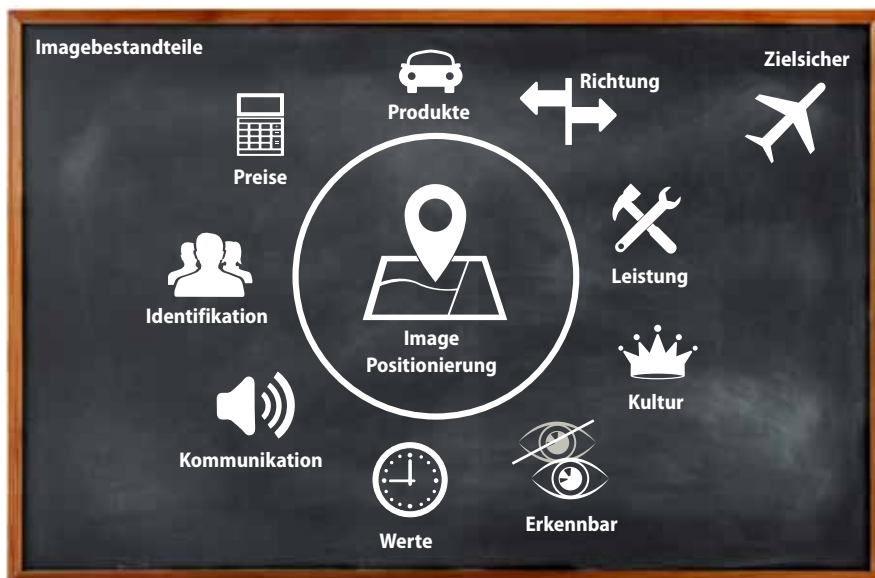 Imagebestandteile
Zielsicher
Produkte
Richtung
Preise
Leistung
Identifikation
Image
Positionierung
Kultur
Kommunikation
Erkennbar
Werte